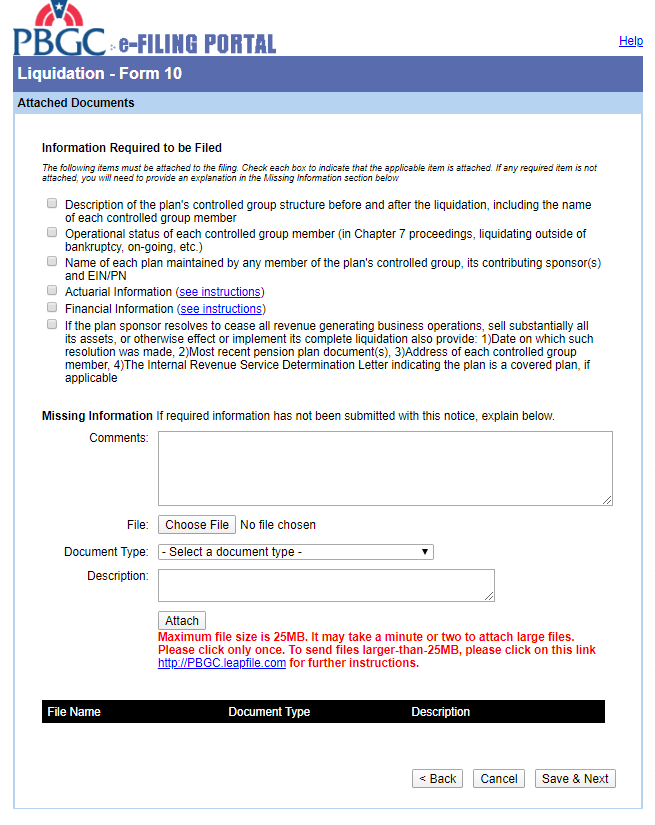 PBGC e-FILING PORTAL
Help
Liquidation - Form 10
Attached Documents
Information Required to be Filed
The following items must be attached to the filing. Check each box to indicate that the applicable item is attached. If any required item is not
attached, you will need to provide an explanation in the Missing Information section below
Description of the plan's controlled group structure before and after the liquidation, including the name
of each controlled group member
Operational status of each controlled group member (in Chapter 7 proceedings, liquidating outside of
bankruptcy, on-going, etc.)
Name of each plan maintained by any member of the plan's controlled group, its contributing sponsor(s)
and EIN/PN
Actuarial Information (see instructions)
Financial Information (see instructions)
If the plan sponsor resolves to cease all revenue generating business operations, sell substantially all
its assets, or otherwise effect or implement its complete liquidation also provide: 1)Date on which such
resolution was made, 2)Most recent pension plan document(s), 3)Address of each controlled group
member, 4)The Internal Revenue Service Determination Letter indicating the plan is a covered plan, if
applicable
Missing Information If required information has not been submitted with this notice, explain below.
Comments:
File: Choose File No file chosen
Document Type: - Select a document type -
Description:
Attach
Maximum file size is 25MB. It may take a minute or two to attach large files.
Please click only once. To send files larger-than-25MB, please click on this link
http://PBGC.leapfile.com for further instructions.
File Name Document Type Description
< Back Cancel Save & Next